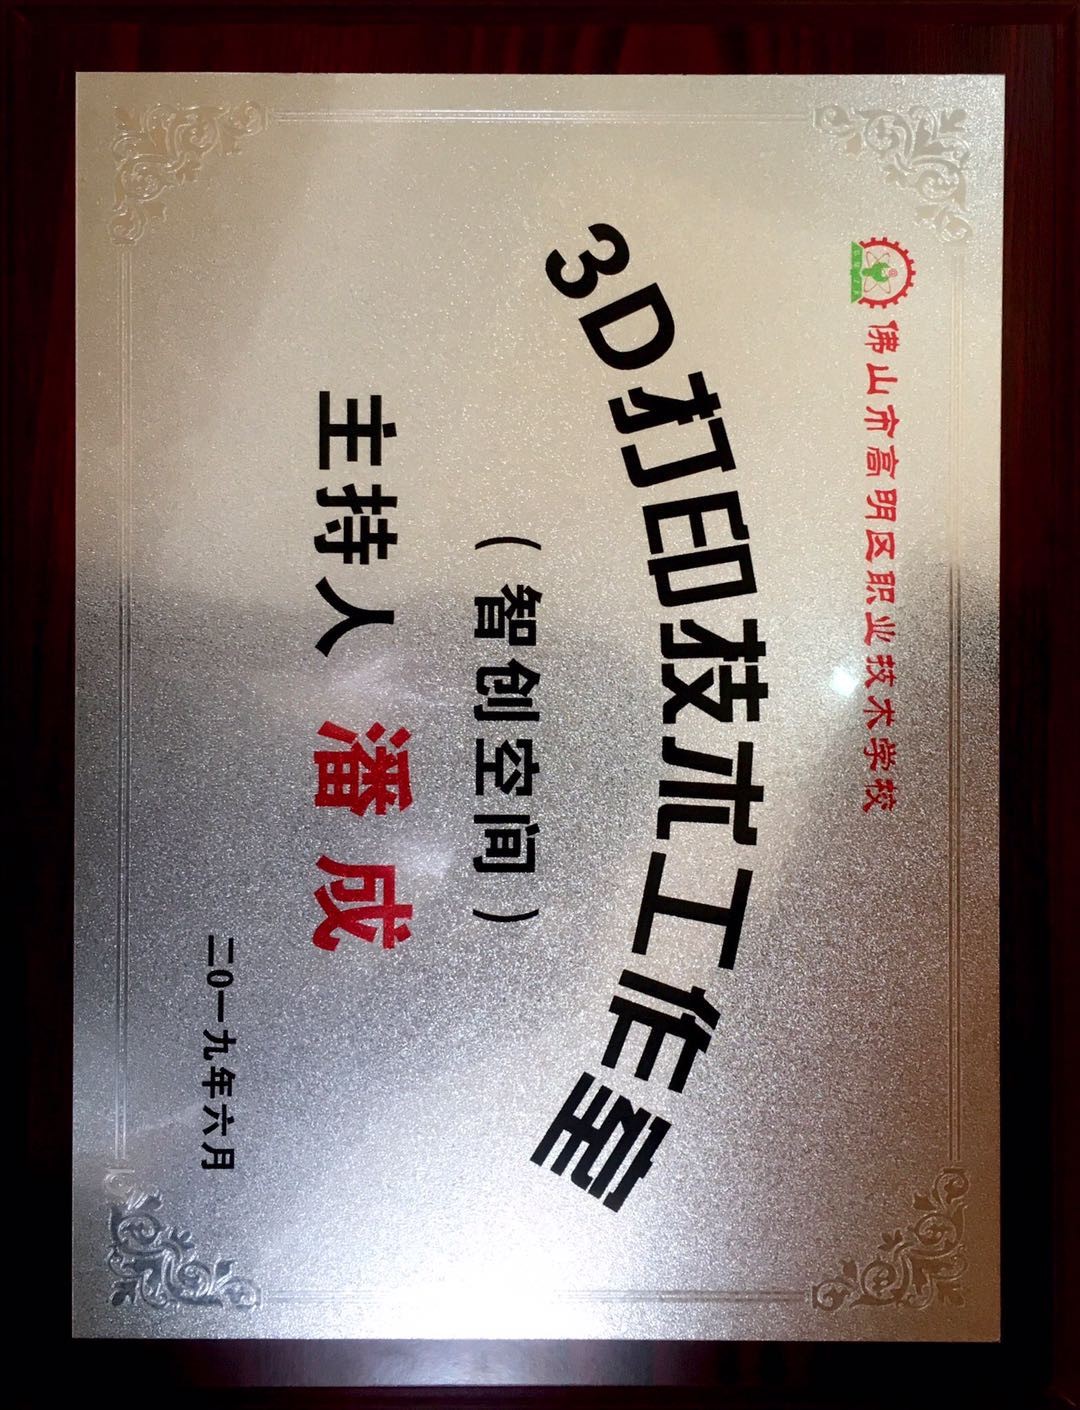 佛山市高明区职业技术学校
3D打印技术工作室
（智创空间）
主持人 潘成
二0一九年六月